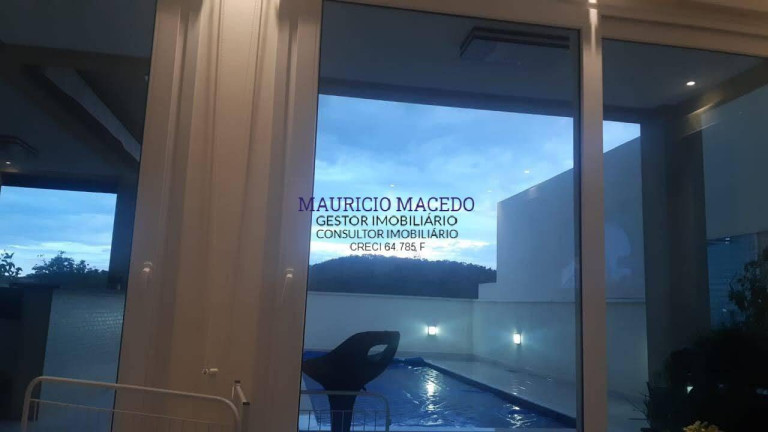 MAURICIO MACEDO
GESTOR IMOBILIÁRIO
CONSULTOR IMOBILIÁRIO
CRECI 64.785 F